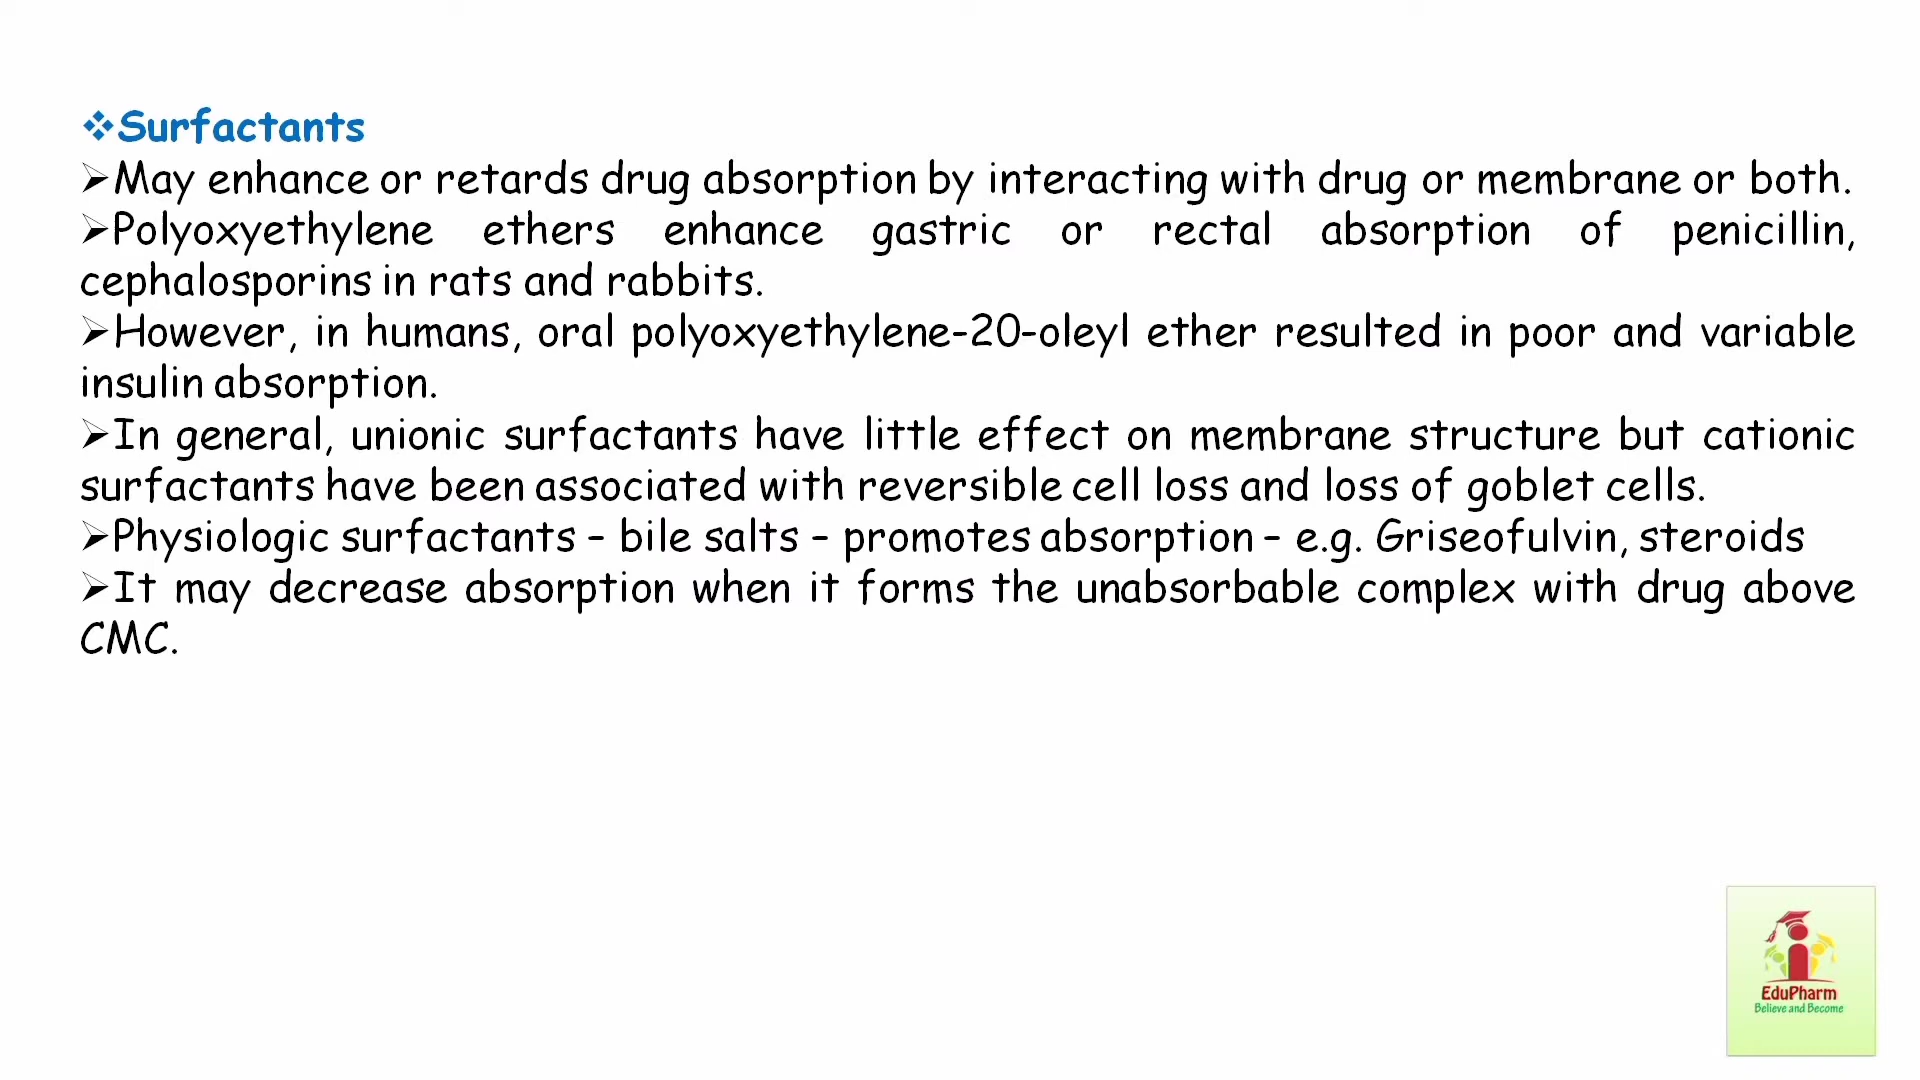 ❖Surfactants
➢May enhance or retards drug absorption by interacting with drug or membrane or both.
➢Polyoxyethylene ethers enhance gastric or rectal absorption of penicillin,
cephalosporins in rats and rabbits.
➢However, in humans, oral polyoxyethylene-20-oleyl ether resulted in poor and variable
insulin absorption.
➢In general, unionic surfactants have little effect on membrane structure but cationic
surfactants have been associated with reversible cell loss and loss of goblet cells.
➢Physiologic surfactants – bile salts – promotes absorption – e.g. Griseofulvin, steroids
➢It may decrease absorption when it forms the unabsorbable complex with drug above
CMC.
EduPharm
Believe and Become